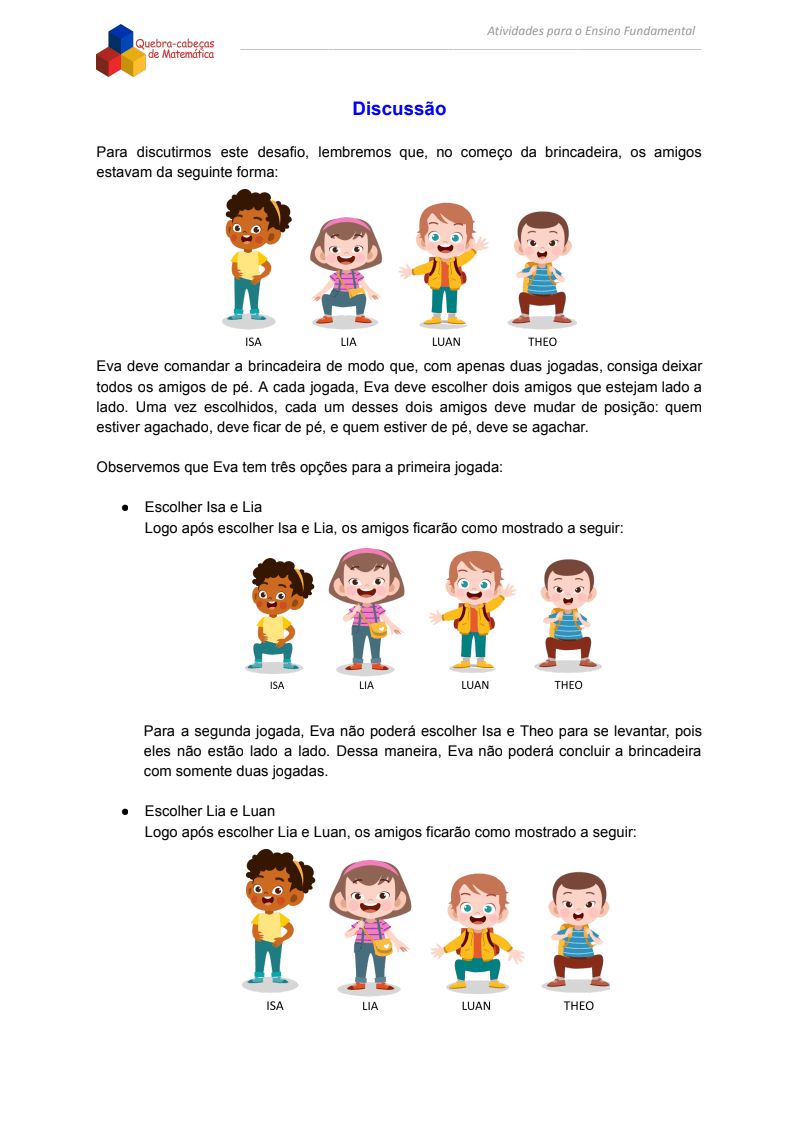 Quebra-cabeças
de Matemática
Atividades para o Ensino Fundamental
Discussão
Para discutirmos este desafio, lembremos que, no começo da brincadeira, os amigos
estavam da seguinte forma:
ISA LIA LUAN THEO
Eva deve comandar a brincadeira de modo que, com apenas duas jogadas, consiga deixar
todos os amigos de pé. A cada jogada, Eva deve escolher dois amigos que estejam lado a
lado. Uma vez escolhidos, cada um desses dois amigos deve mudar de posição: quem
estiver agachado, deve ficar de pé, e quem estiver de pé, deve se agachar.
Observemos que Eva tem três opções para a primeira jogada:
● Escolher Isa e Lia
Logo após escolher Isa e Lia, os amigos ficarão como mostrado a seguir:
ISA LIA LUAN THEO
Para a segunda jogada, Eva não poderá escolher Isa e Theo para se levantar, pois
eles não estão lado a lado. Dessa maneira, Eva não poderá concluir a brincadeira
com somente duas jogadas.
● Escolher Lia e Luan
Logo após escolher Lia e Luan, os amigos ficarão como mostrado a seguir:
ISA LIA LUAN THEO